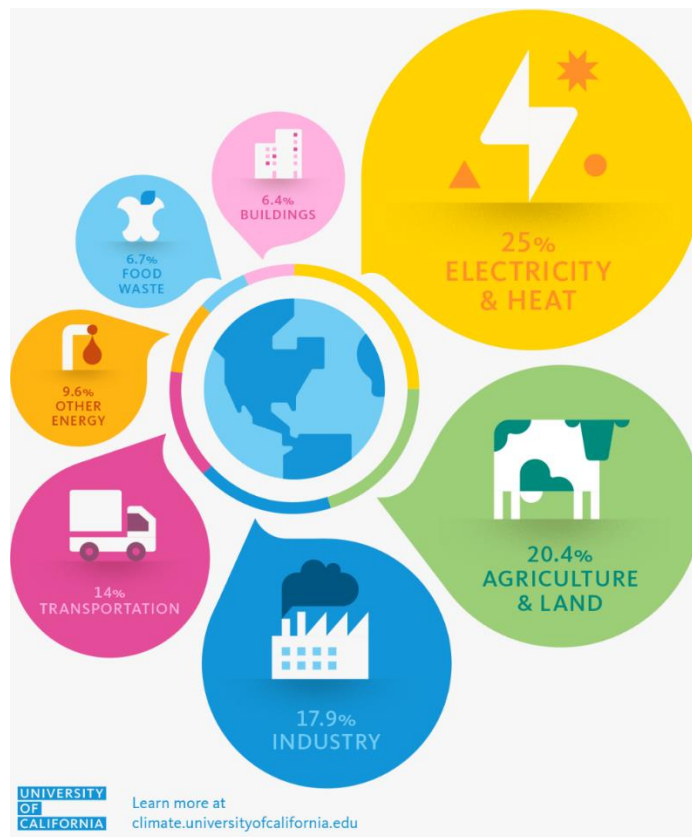 6.4%
BUILDINGS
25%
ELECTRICITY
& HEAT
6.7%
FOOD
WASTE
9.6%
OTHER
ENERGY
20.4%
AGRICULTURE
& LAND
14%
TRANSPORTATION
17.9%
INDUSTRY
UNIVERSITY
OF
CALIFORNIA
Learn more at
climate.universityofcalifornia.edu